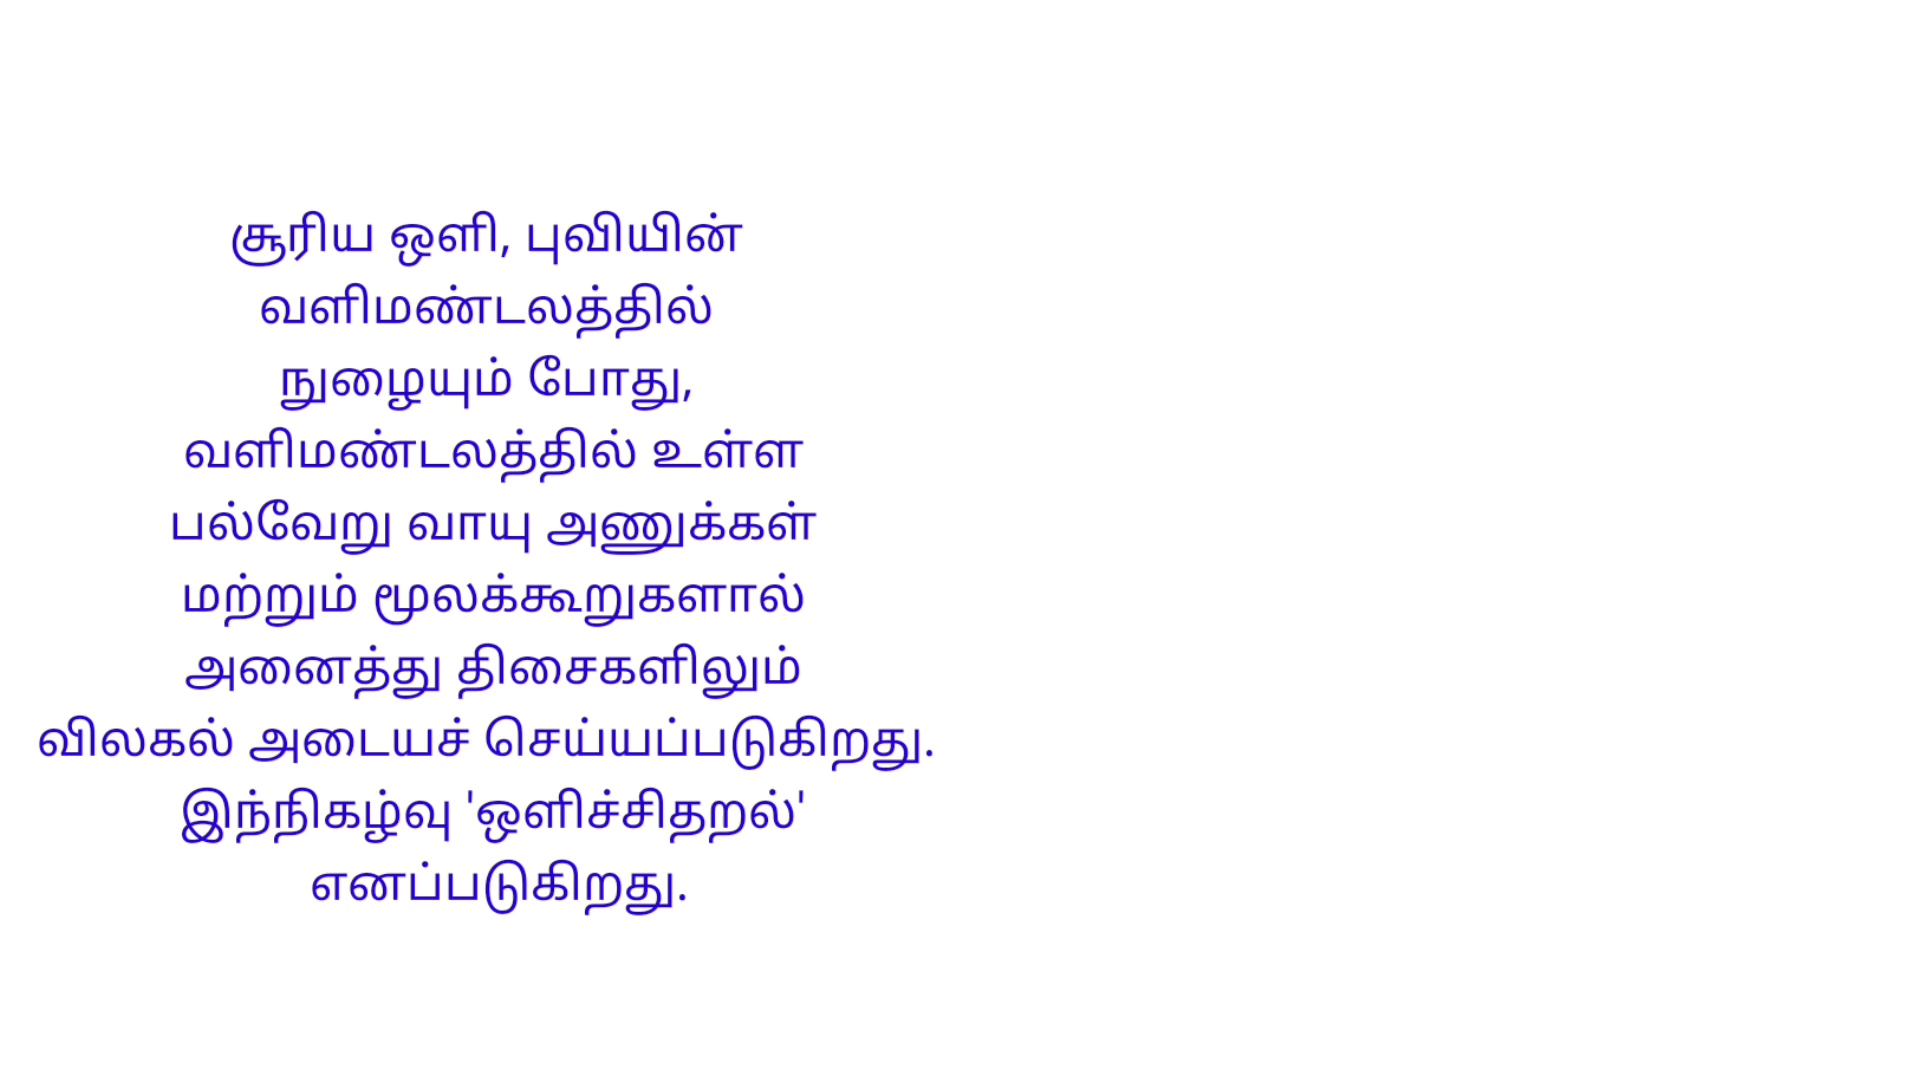 சூரிய ஒளி, புவியின்
வளிமண்டலத்தில்
நுழையும் போது,
வளிமண்டலத்தில் உள்ள
பல்வேறு வாயு அணுக்கள்
மற்றும் மூலக்கூறுகளால்
அனைத்து திசைகளிலும்
விலகல் அடையச் செய்யப்படுகிறது.
இந்நிகழ்வு 'ஒளிச்சிதறல்'
எனப்படுகிறது.